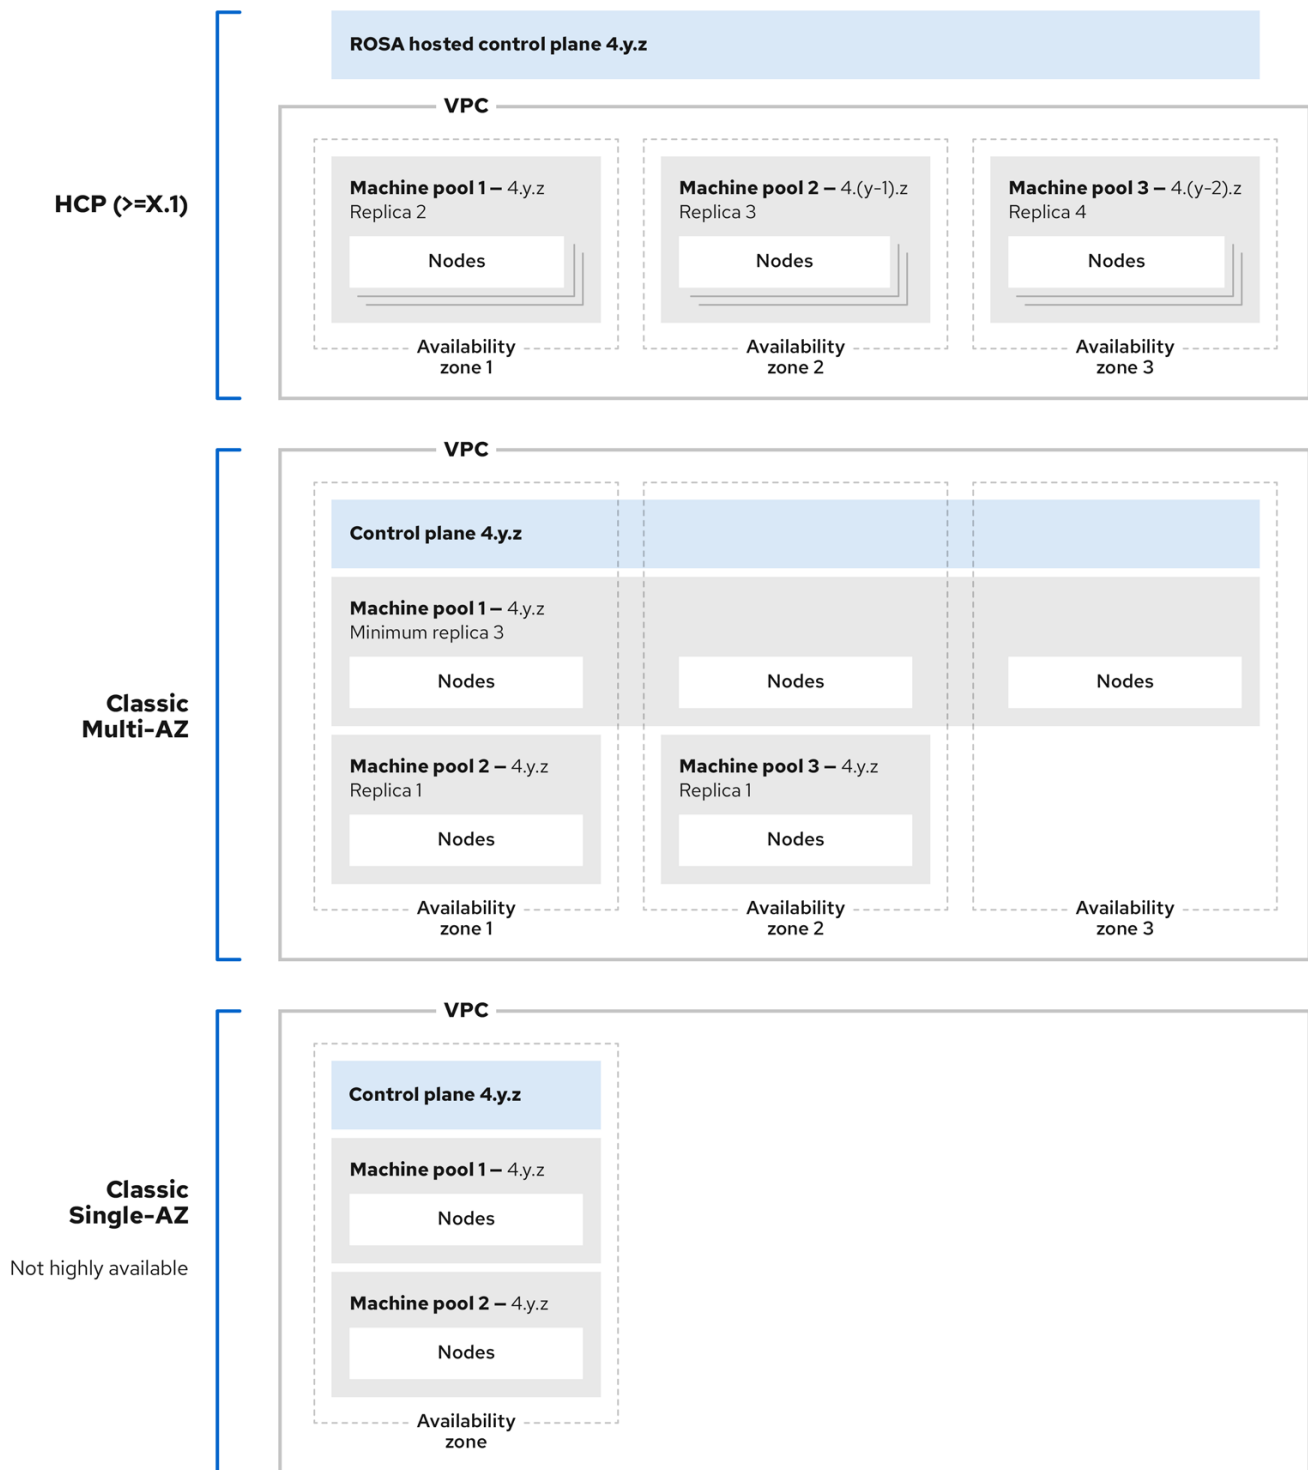 ROSA hosted control plane 4.y.z
VPC
HCP (>=X.1)
Machine pool 1 – 4.y.z
Replica 2
Nodes
Availability
zone 1
Machine pool 2 – 4.(y-1).z
Replica 3
Nodes
Availability
zone 2
Machine pool 3 – 4.(y-2).z
Replica 4
Nodes
Availability
zone 3
VPC
Classic
Multi-AZ
Control plane 4.y.z
Machine pool 1 – 4.y.z
Minimum replica 3
Nodes
Nodes
Nodes
Machine pool 2 – 4.y.z
Replica 1
Nodes
Machine pool 3 – 4.y.z
Replica 1
Nodes
Availability
zone 1
Availability
zone 2
Availability
zone 3
VPC
Classic
Single-AZ
Not highly available
Control plane 4.y.z
Machine pool 1 – 4.y.z
Nodes
Machine pool 2 – 4.y.z
Nodes
Availability
zone